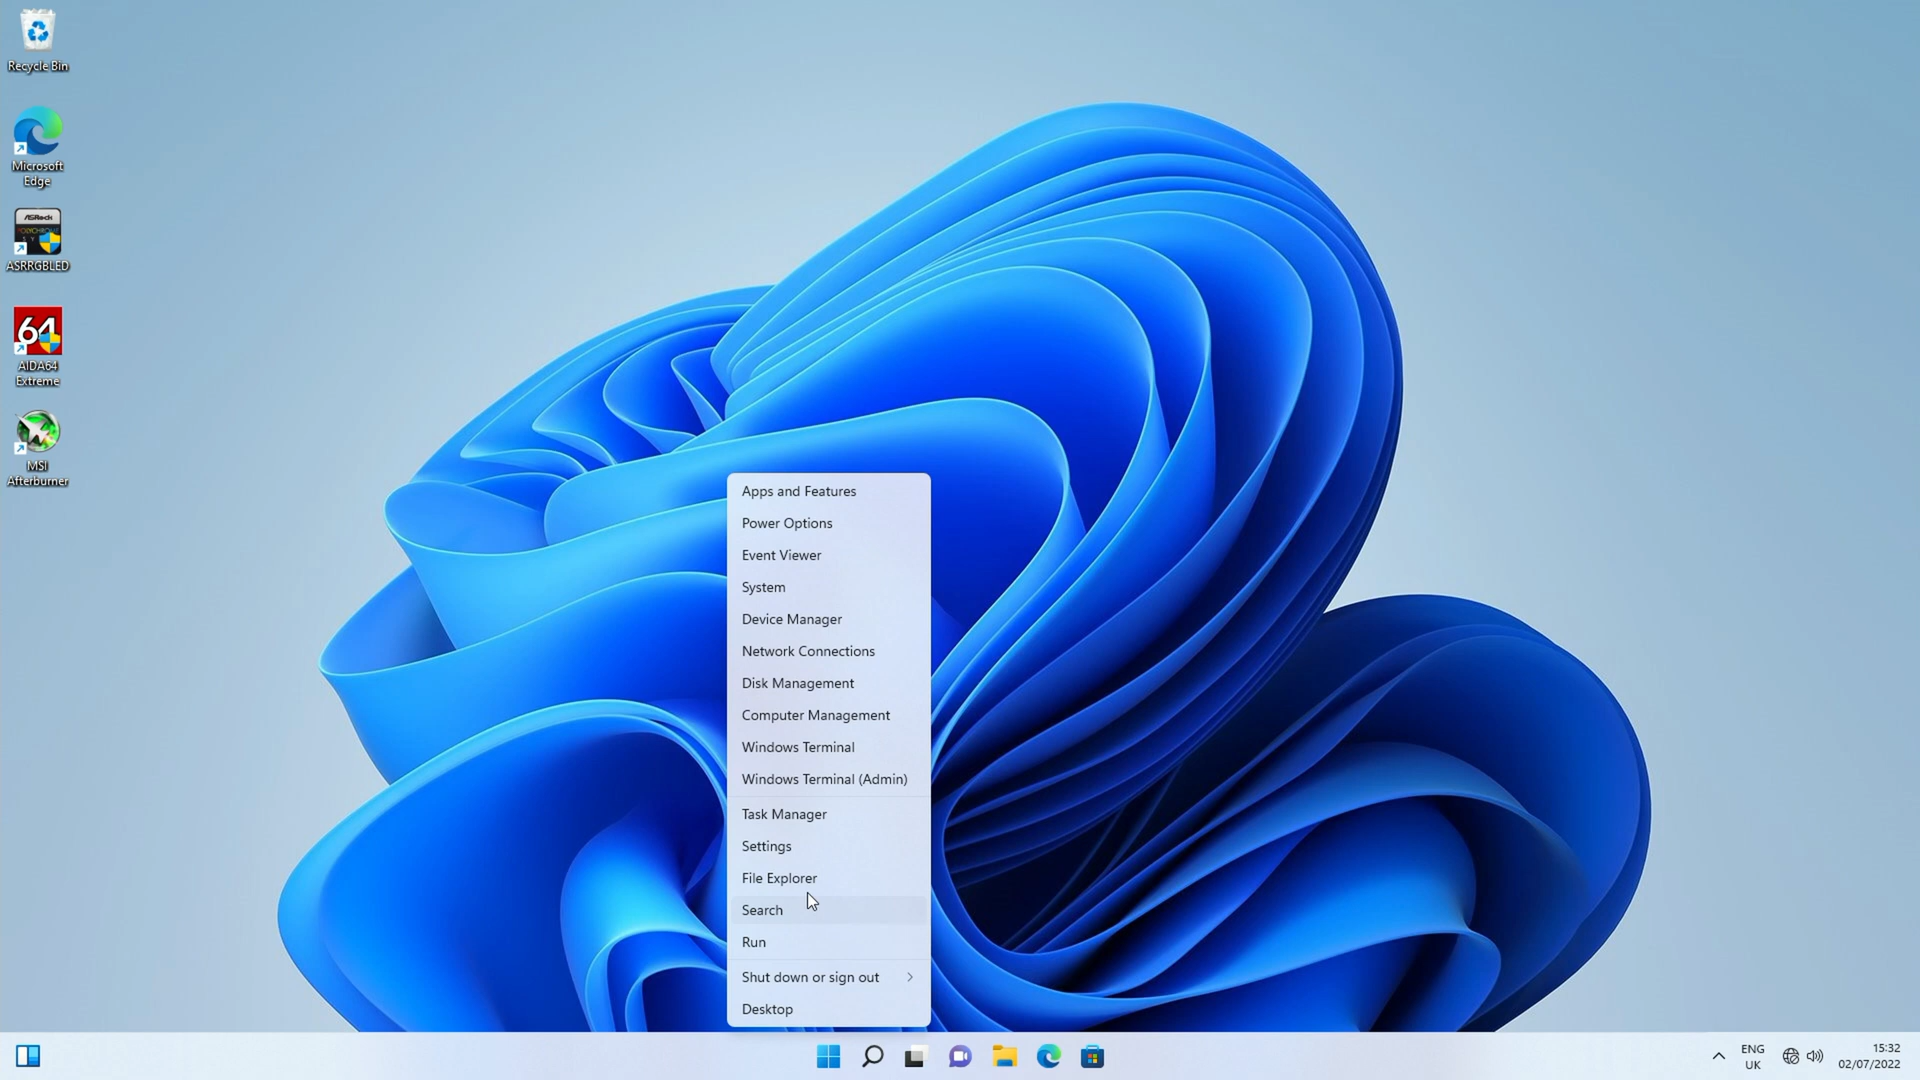 Recycle Bin
Microsoft
Edge
ASRock
ASRRGBLED
64
AIDA64
Extreme
MSI
Afterburner
Apps and Features
Power Options
Event Viewer
System
Device Manager
Network Connections
Disk Management
Computer Management
Windows Terminal
Windows Terminal (Admin)
Task Manager
Settings
File Explorer
Search
Run
Shut down or sign out
Desktop
ENG
UK
15:32
02/07/2022